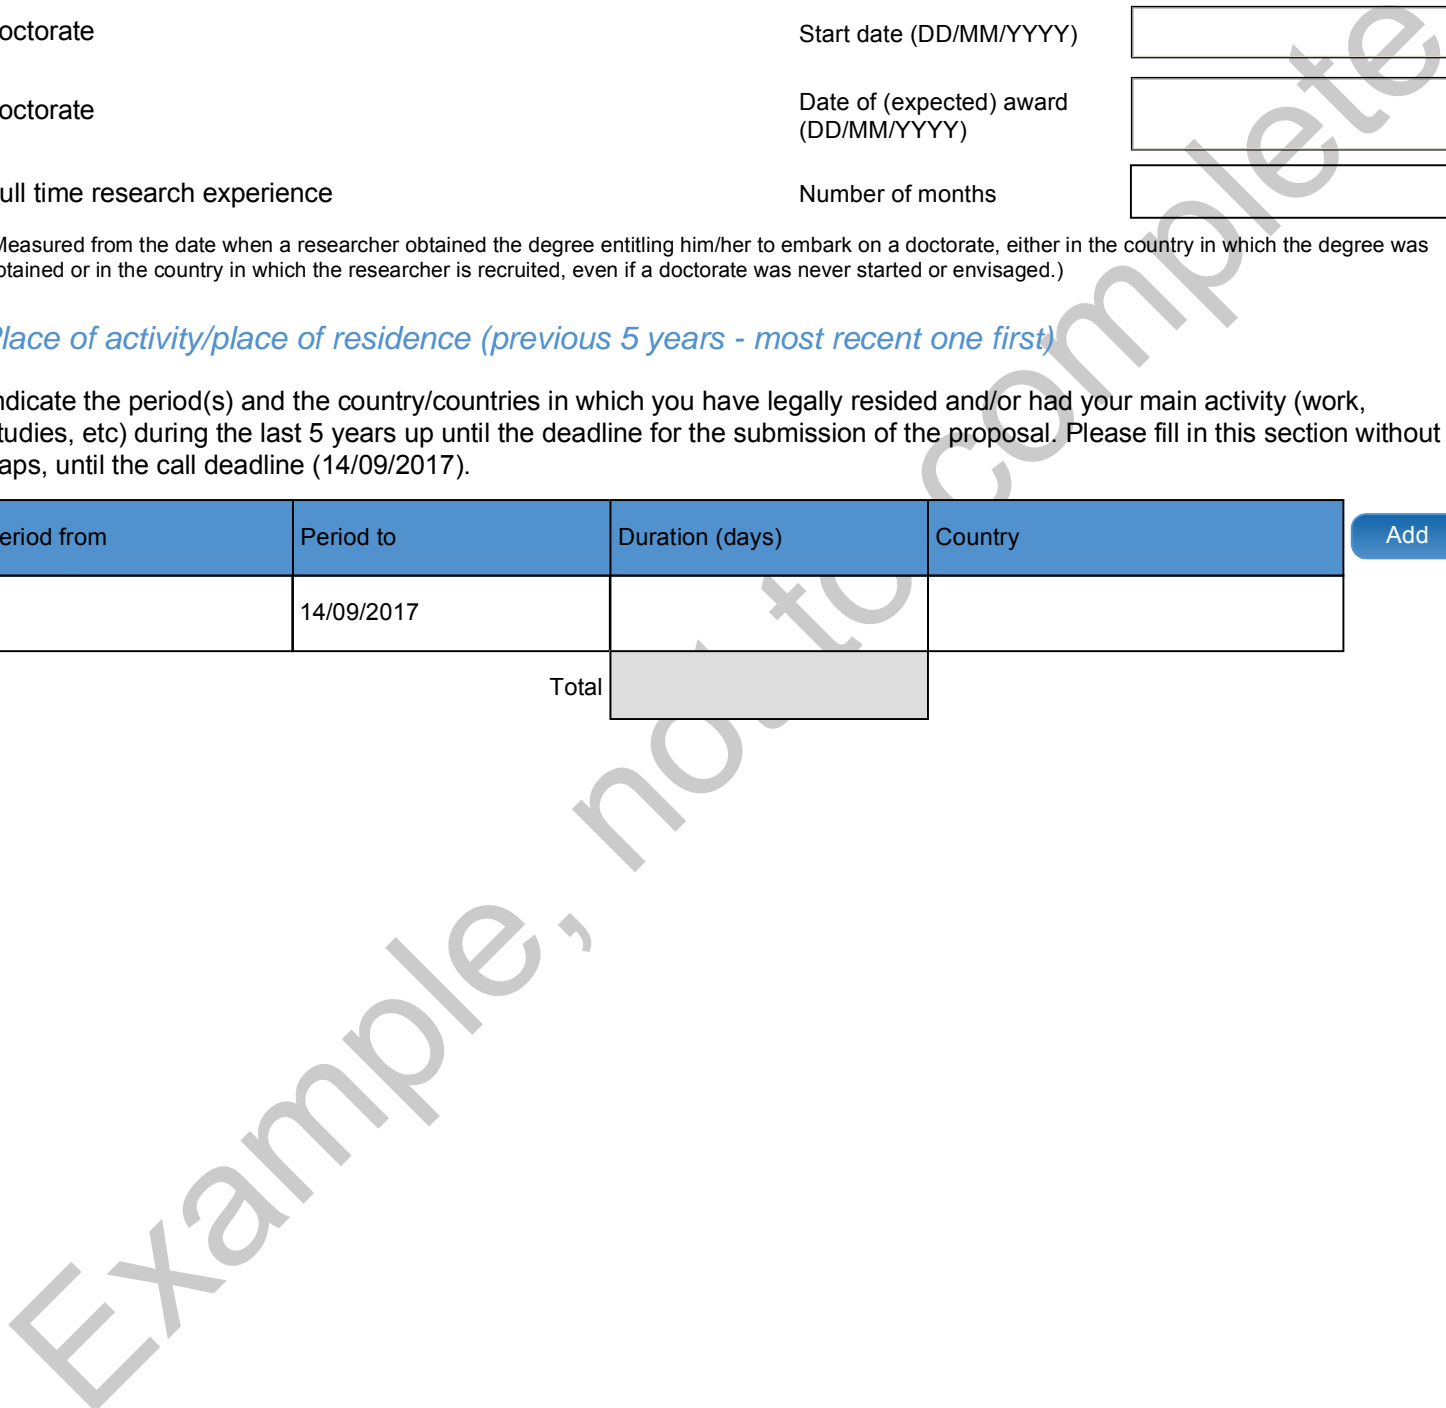 octorate Start date (DD/MM/YYYY)
octorate Date of (expected) award
(DD/MM/YYYY)
ull time research experience Number of months
Measured from the date when a researcher obtained the degree entitling him/her to embark on a doctorate, either in the country in which the degree was
btained or in the country in which the researcher is recruited, even if a doctorate was never started or envisaged.)
Place of activity/place of residence (previous 5 years - most recent one first)
ndicate the period(s) and the country/countries in which you have legally resided and/or had your main activity (work,
tudies, etc) during the last 5 years up until the deadline for the submission of the proposal. Please fill in this section without
aps, until the call deadline (14/09/2017).
eriod from Period to Duration (days) Country Add
14/09/2017
Total
Example, not to complete